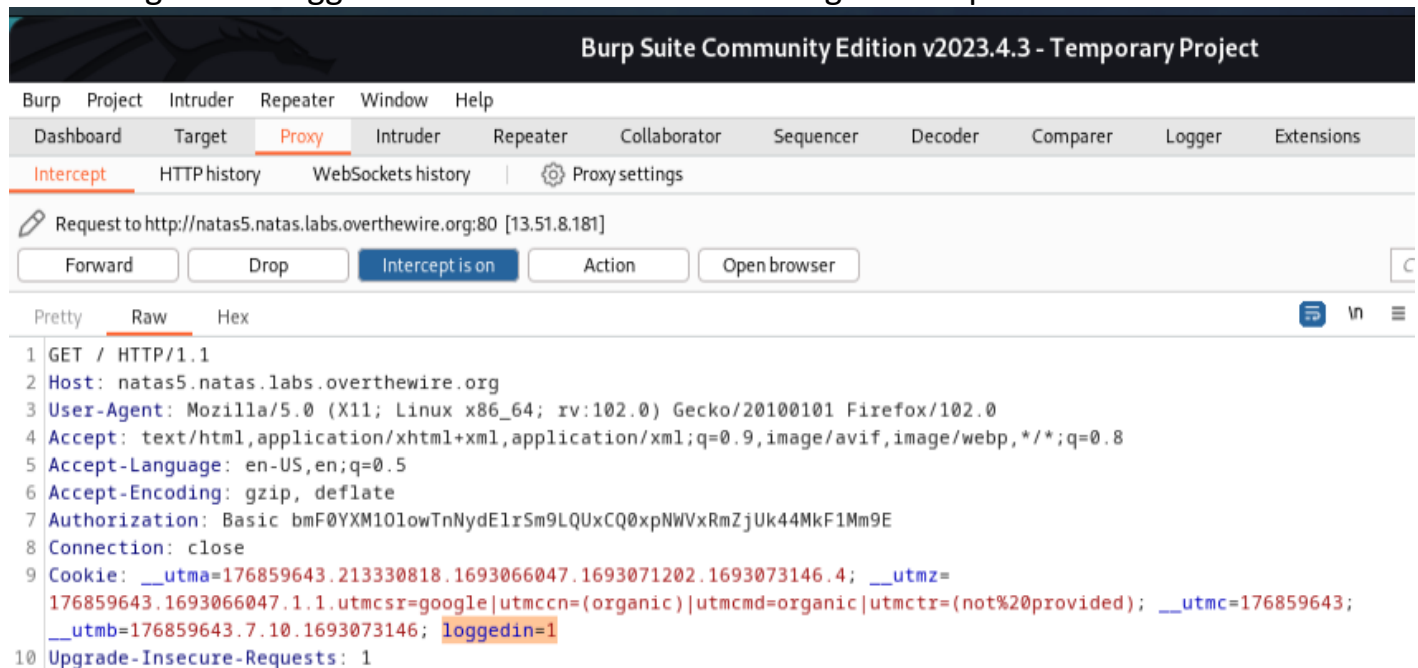 Burp Suite Community Edition v2023.4.3 - Temporary Project
Burp Project Intruder Repeater Window Help
Dashboard Target Proxy Intruder Repeater Collaborator Sequencer Decoder Comparer Logger Extensions
Intercept HTTP history WebSockets history Proxy settings
Request to http://natas5.natas.labs.overthewire.org:80 [13.51.8.181]
Forward Drop Intercept is on Action Open browser
Pretty Raw Hex \n
1 GET / HTTP/1.1
2 Host: natas5.natas.labs.overthewire.org
3 User-Agent: Mozilla/5.0 (X11; Linux x86_64; rv:102.0) Gecko/20100101 Firefox/102.0
4 Accept: text/html,application/xhtml+xml,application/xml;q=0.9,image/avif,image/webp,*/*;q=0.8
5 Accept-Language: en-US,en;q=0.5
6 Accept-Encoding: gzip, deflate
7 Authorization: Basic bmF0YXM1OlowTnNydElrSm9LQUxCQ0xpNWVxRmZjUk44MkF1Mm9E
8 Connection: close
9 Cookie: __utma=176859643.213330818.1693066047.1693071202.1693073146.4; __utmz=
176859643.1693066047.1.1.utmcsr=google|utmccn=(organic)|utmcmd=organic|utmctr=(not%20provided); __utmc=176859643;
__utmb=176859643.7.10.1693073146; loggedin=1
10 Upgrade-Insecure-Requests: 1